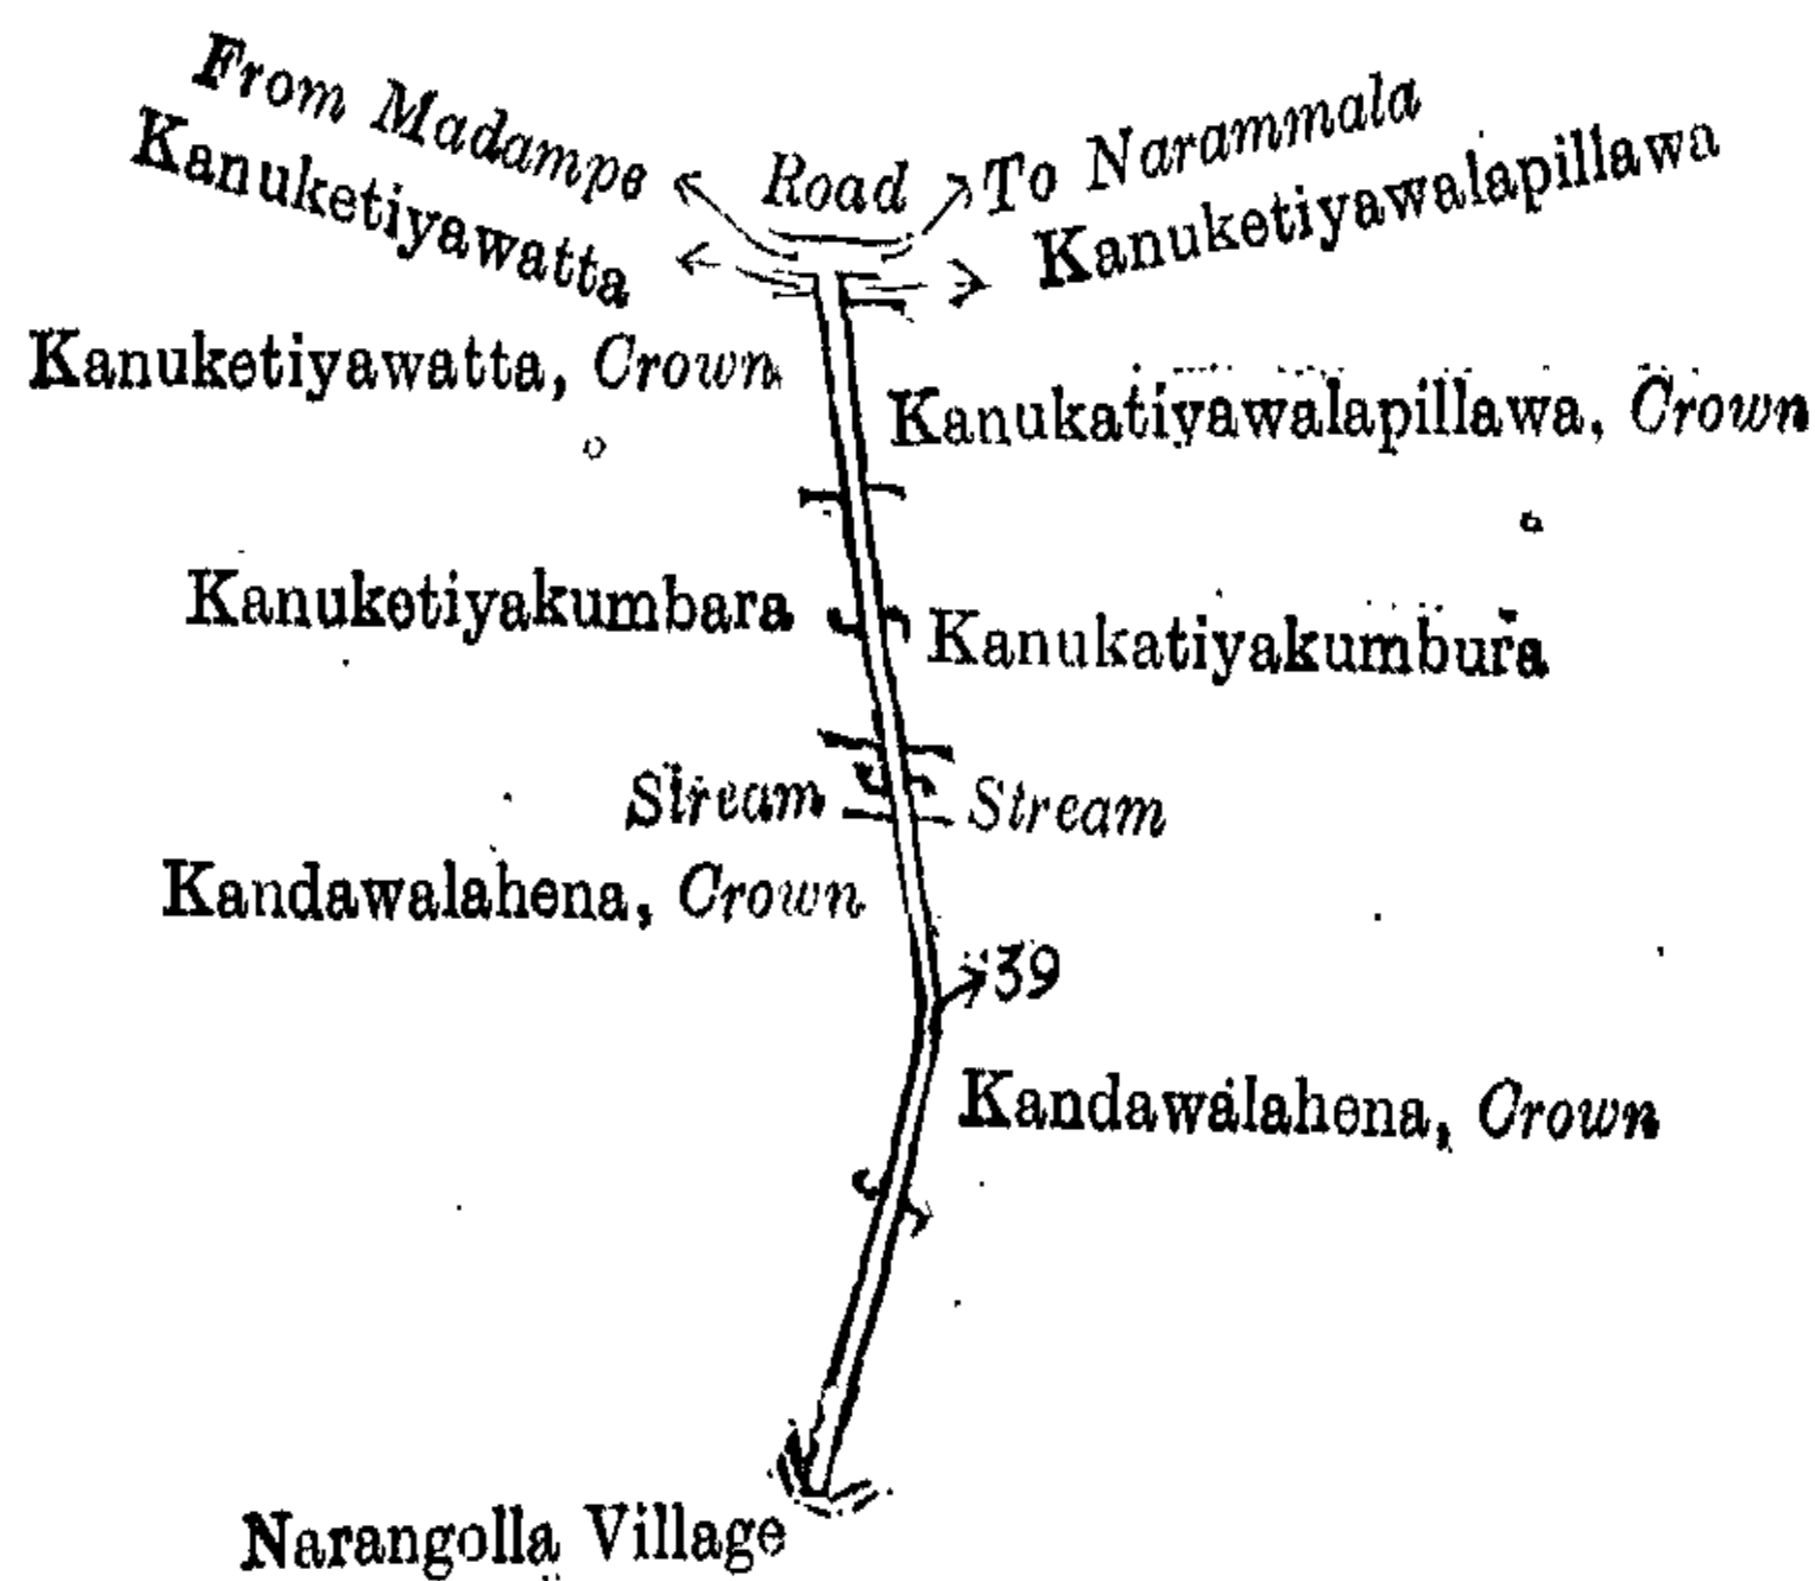 From Madampe
Road
To Narammala
Kanuketiyawatta
Kanuketiyawalapillawa
Kanuketiyawatta, Crown
Kanukatiyawalapillawa, Crown
Kanuketiyakumbara
Kanukatiyakumbura
Stream
Stream
Kandawalahena, Crown
39
Kandawalahena, Crown
Narangolla Village